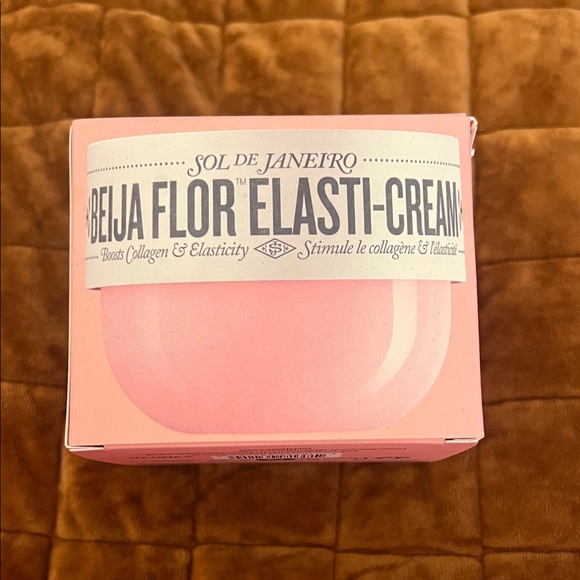 SOL DE JANEIRO
BEIJA FLOR™ ELASTI-CREAM
Boosts Collagen & Elasticity
Stimule le collagène & l'élasticité